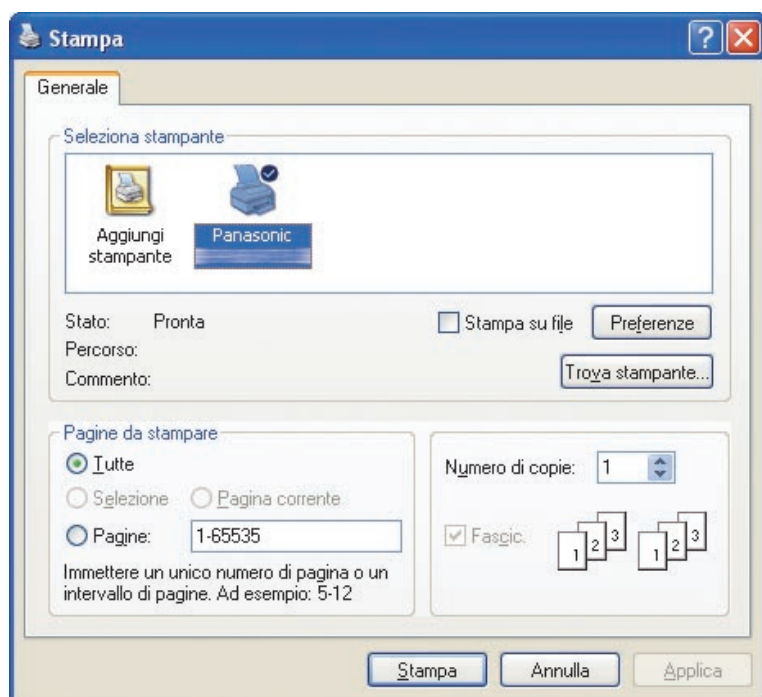 Stampa
Generale
Seleziona stampante
Aggiungi
stampante
Panasonic
Stato: Pronta
Stampa su file
Preferenze
Percorso:
Commento:
Trova stampante...
Pagine da stampare
Tutte
Selezione
Pagina corrente
Pagine: 1-65535
Immettere un unico numero di pagina o un
intervallo di pagine. Ad esempio: 5-12
Numero di copie: 1
Fascic.
1 2 3 1 2 3
Stampa
Annulla
Applica